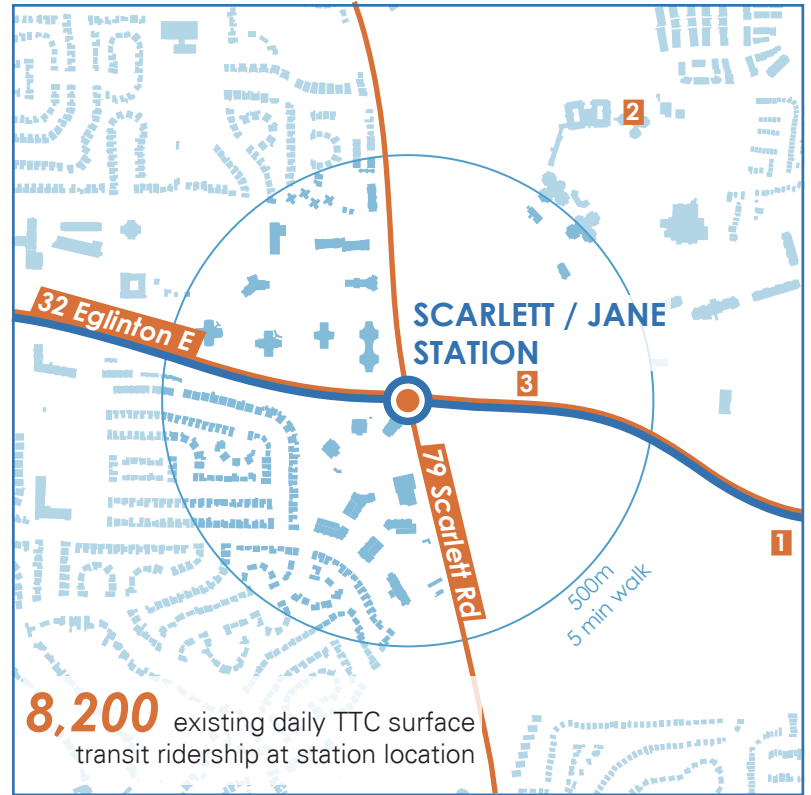 2
32 Eglinton E
SCARLETT / JANE
STATION
3
79 Scarlett Rd
1
500m
5 min walk
8,200 existing daily TTC surface
transit ridership at station location